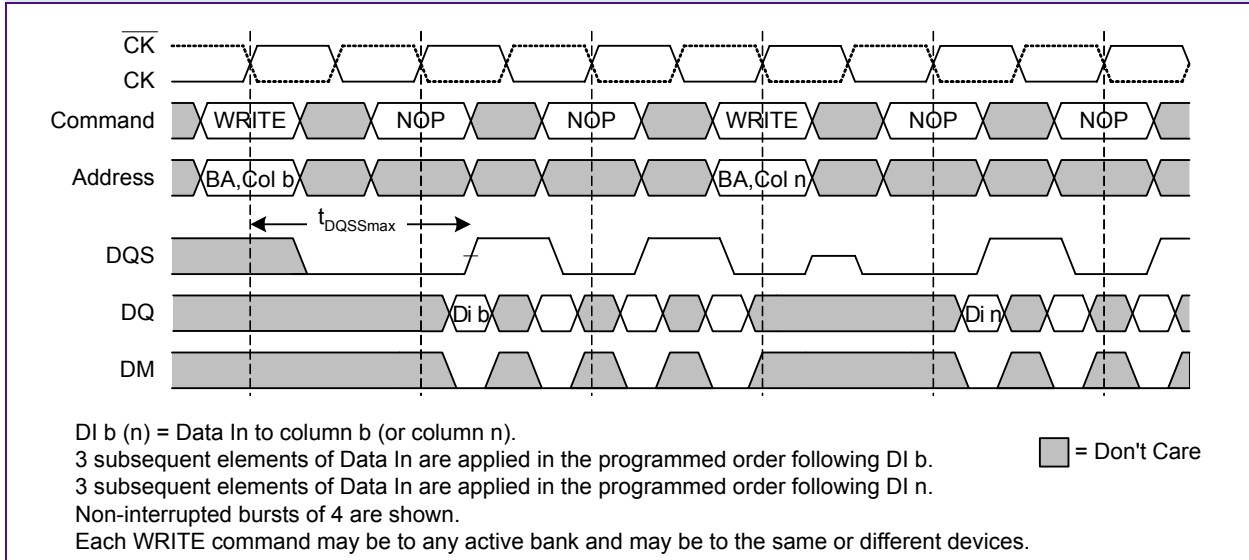 CK
CK
Command WRITE NOP NOP WRITE NOP NOP
Address BA,Col b BA,Col n
tDQSSmax
DQS
DQ Di b Di n
DM
DI b (n) = Data In to column b (or column n).
3 subsequent elements of Data In are applied in the programmed order following DI b.
3 subsequent elements of Data In are applied in the programmed order following DI n.
Non-interrupted bursts of 4 are shown.
Each WRITE command may be to any active bank and may be to the same or different devices.
= Don't Care